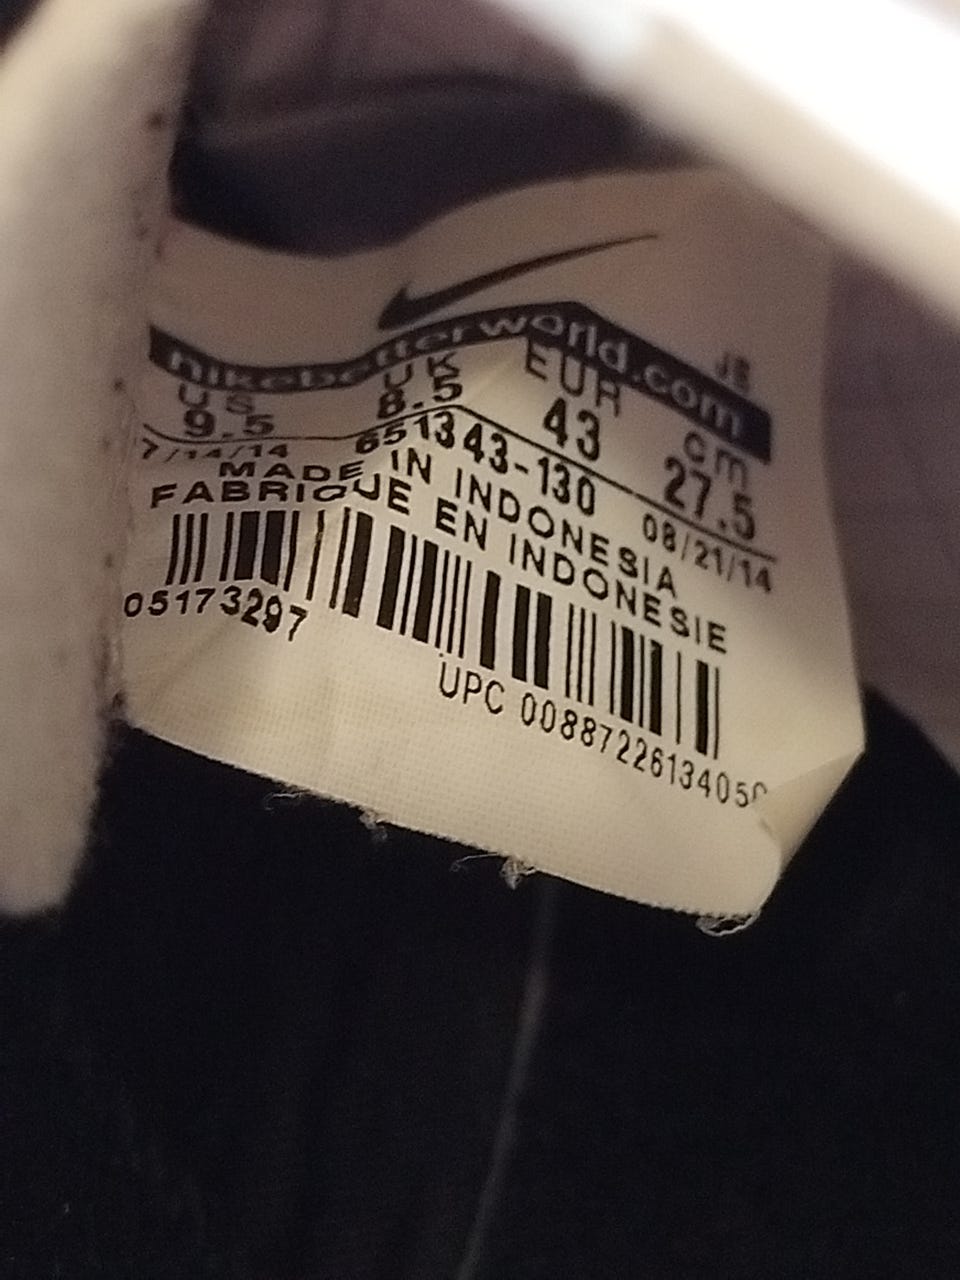 JS
nikebetterworld.com
US UK EUR cm
9.5 8.5 43 27.5
7/14/14 651343-130 08/21/14
MADE IN INDONESIA
FABRIQUE EN INDONESIE
05173297
UPC